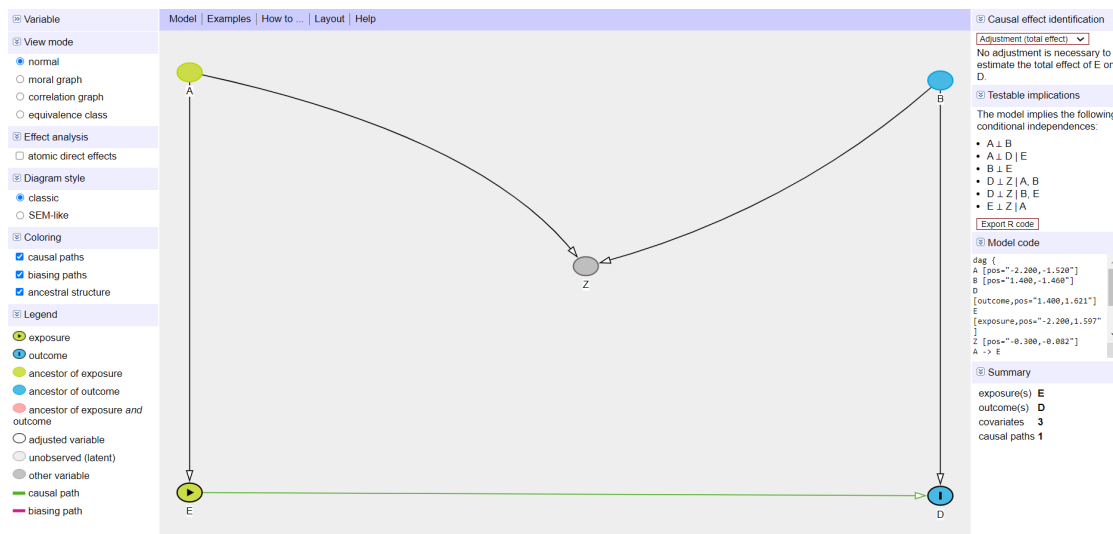 Variable
View mode
normal
moral graph
correlation graph
equivalence class
Effect analysis
atomic direct effects
Diagram style
classic
SEM-like
Coloring
causal paths
biasing paths
ancestral structure
Legend
exposure
outcome
ancestor of exposure
ancestor of outcome
ancestor of exposure and
outcome
adjusted variable
unobserved (latent)
other variable
causal path
biasing path
Model | Examples | How to ... | Layout | Help
A
B
Z
E
D
Causal effect identification
Adjustment (total effect)
No adjustment is necessary to
estimate the total effect of E on
D.
Testable implications
The model implies the following
conditional independences:
• A ⊥ B
• A ⊥ D | E
• B ⊥ E
• D ⊥ Z | A, B
• D ⊥ Z | B, E
• E ⊥ Z | A
Export R code
Model code
dag {
A [pos="-2.200,-1.520"]
B [pos="1.400,-1.460"]
D
[outcome,pos="1.400,1.621"]
E
[exposure,pos="-2.200,1.597"
]
Z [pos="-0.300,-0.082"]
A -> E
Summary
exposure(s) E
outcome(s) D
covariates 3
causal paths 1